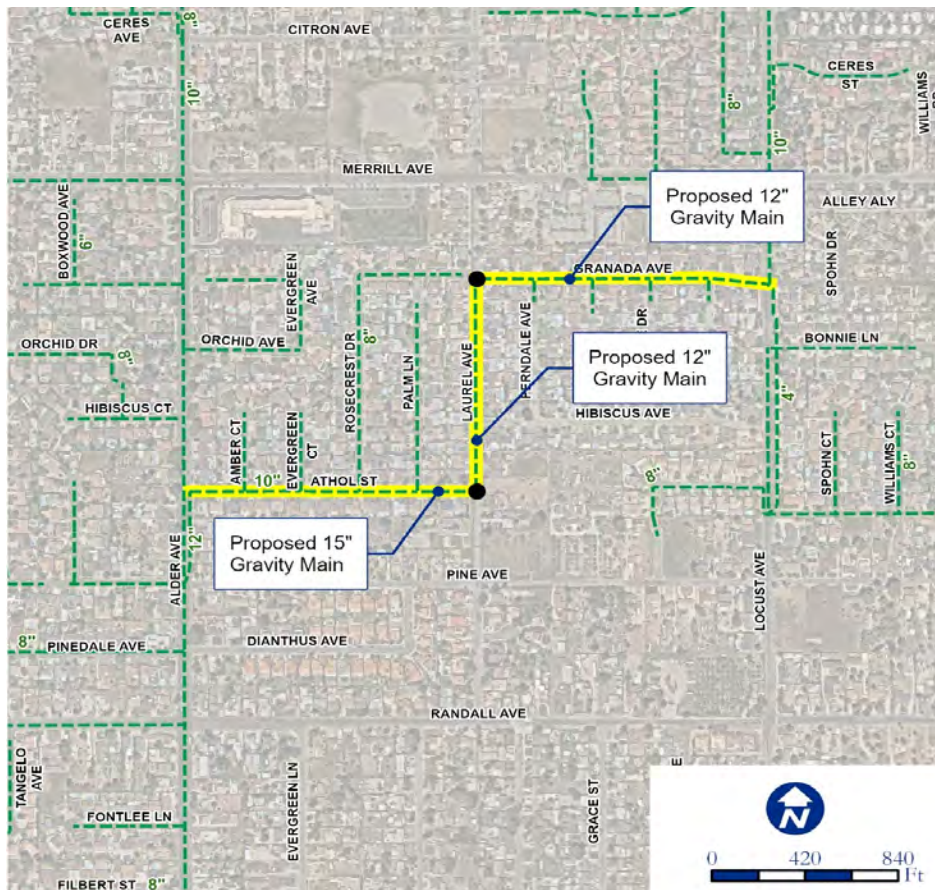 CERES
AVE
8"
CITRON AVE
CERES
ST
WILLIAMS
10"
8"
10"
MERRILL AVE
ALLEY ALY
BOXWOOD AVE
6"
Proposed 12"
Gravity Main
EVERGREEN
AVE
GRANADA AVE
SPOHN DR
ORCHID DR
8"
ORCHID AVE
ROSECREST DR
8"
PALM LN
LAUREL AVE
DR
BONNIE LN
Proposed 12"
Gravity Main
4"
HIBISCUS CT
HIBISCUS AVE
AMBER CT
EVERGREEN
CT
SPOHN CT
WILLIAMS CT
8"
8"
10"
ATHOL ST
12"
ALDER AVE
Proposed 15"
Gravity Main
PINE AVE
LOCUST AVE
8"
PINEDALE AVE
DIANTHUS AVE
RANDALL AVE
TANGELO
AVE
EVERGREEN LN
GRACE ST
FONTLEE LN
FILBERT ST
8"
N
0 420 840
Ft